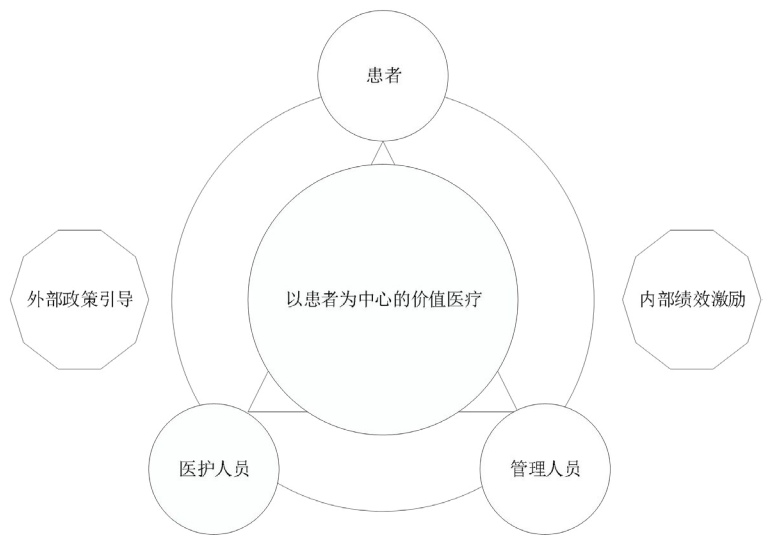 患者
外部政策引导
以患者为中心的价值医疗
内部绩效激励
医护人员
管理人员